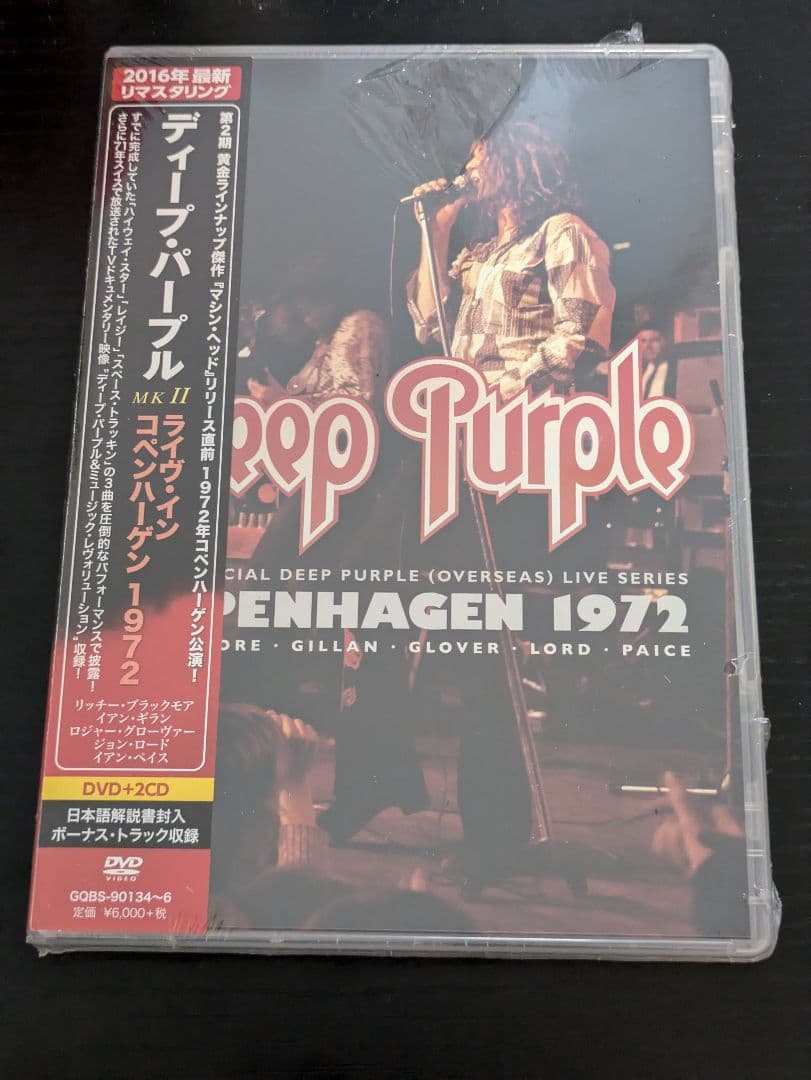 2016年 最新
リマスタリング
第2期 黄金ラインナップ傑作『マシン・ヘッド』リリース直前 1972年コペンハーゲン公演！
ディープ・パープル
MK II
ライヴ・イン
コペンハーゲン 1972
すでに完成していた「ハイウェイ・スター」「レイジー」「スペース・トラッキン」の3曲を圧倒的なパフォーマンスで披露！
さらに71年スイスで放送されたTVドキュメンタリー映像“ディープ・パープル&ミュージック・レヴォリューション”収録！
リッチー・ブラックモア
イアン・ギラン
ロジャー・グローヴァー
ジョン・ロード
イアン・ペイス
DVD+2CD
日本語解説書封入
ボーナス・トラック収録
DVD
VIDEO
GQBS-90134～6
定価 ¥6,000+税
eep Purple
CIAL DEEP PURPLE (OVERSEAS) LIVE SERIES
PENHAGEN 1972
ORE · GILLAN · GLOVER · LORD · PAICE